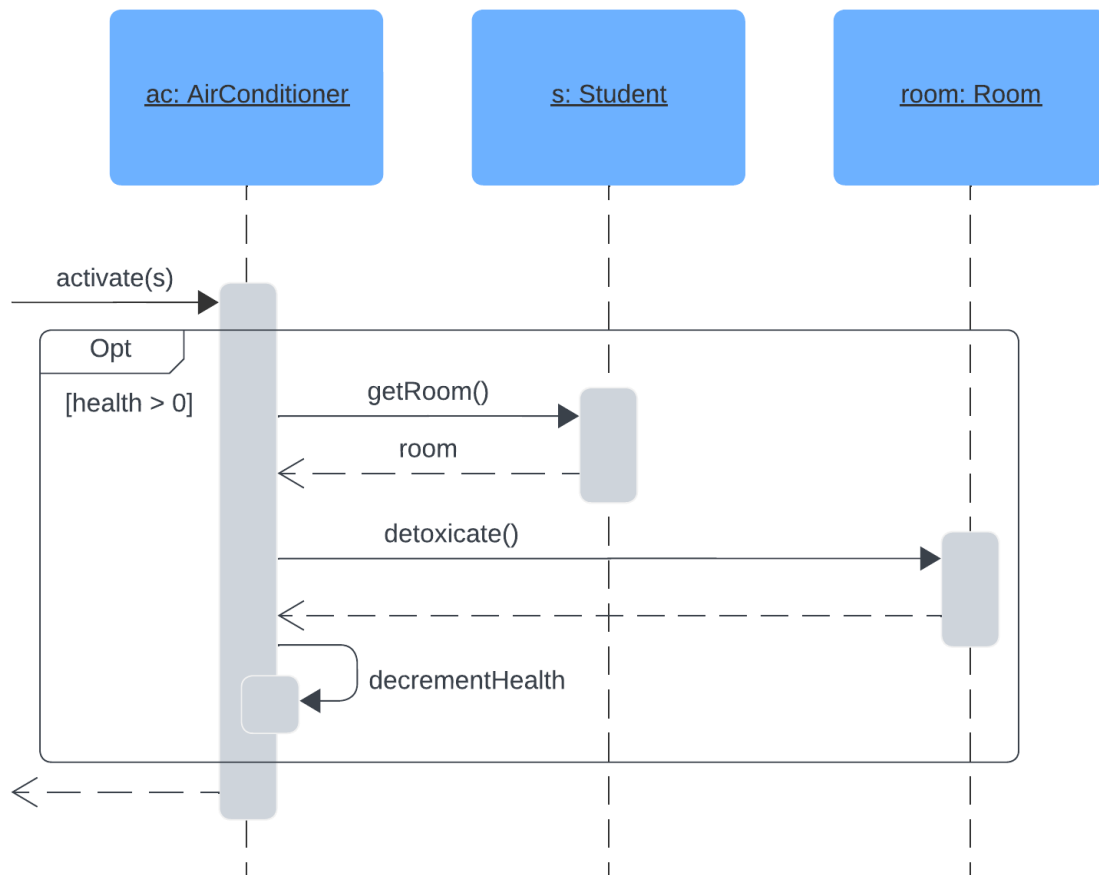 ac: AirConditioner
s: Student
room: Room
activate(s)
Opt
[health > 0]
getRoom()
room
detoxicate()
decrementHealth